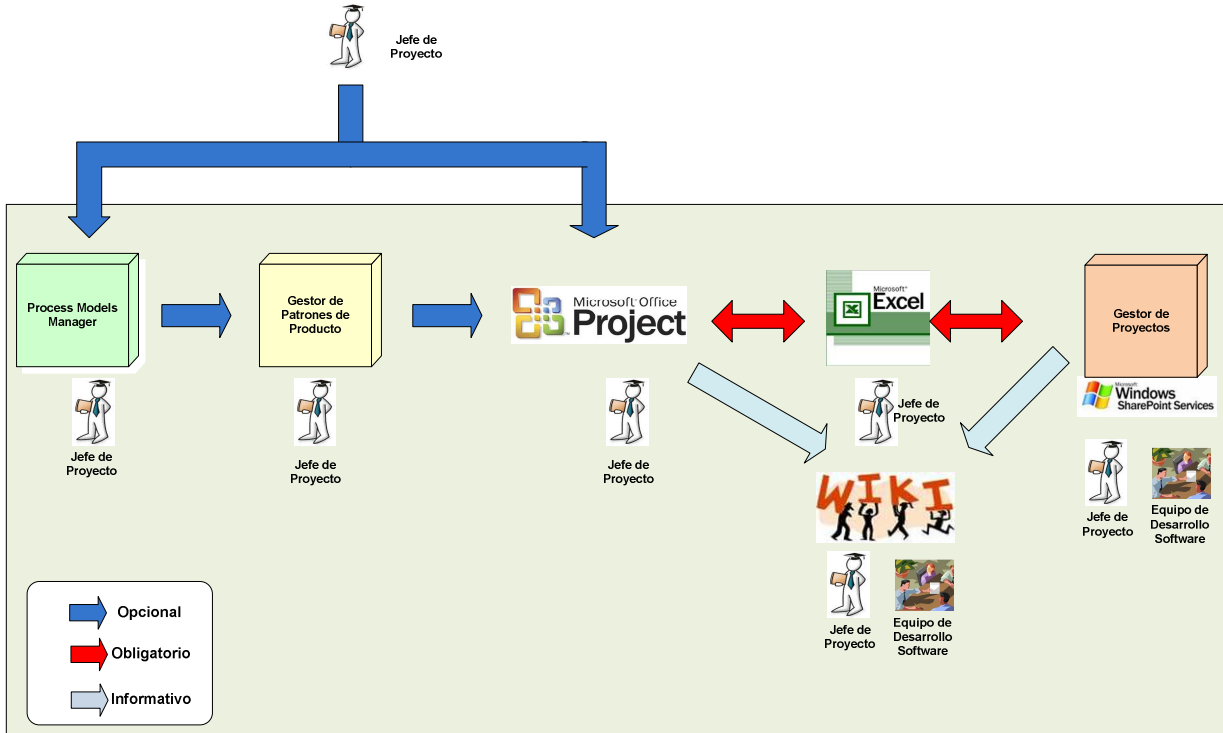 Jefe de
Proyecto
Process Models
Manager
Gestor de
Patrones de
Producto
Microsoft Office
Project
Microsoft
Excel
Gestor de
Proyectos
Microsoft
Windows
SharePoint Services
Jefe de
Proyecto
Jefe de
Proyecto
Jefe de
Proyecto
Jefe de
Proyecto
WIKI
Jefe de
Proyecto
Equipo de
Desarrollo
Software
Jefe de
Proyecto
Equipo de
Desarrollo
Software
Opcional
Obligatorio
Informativo